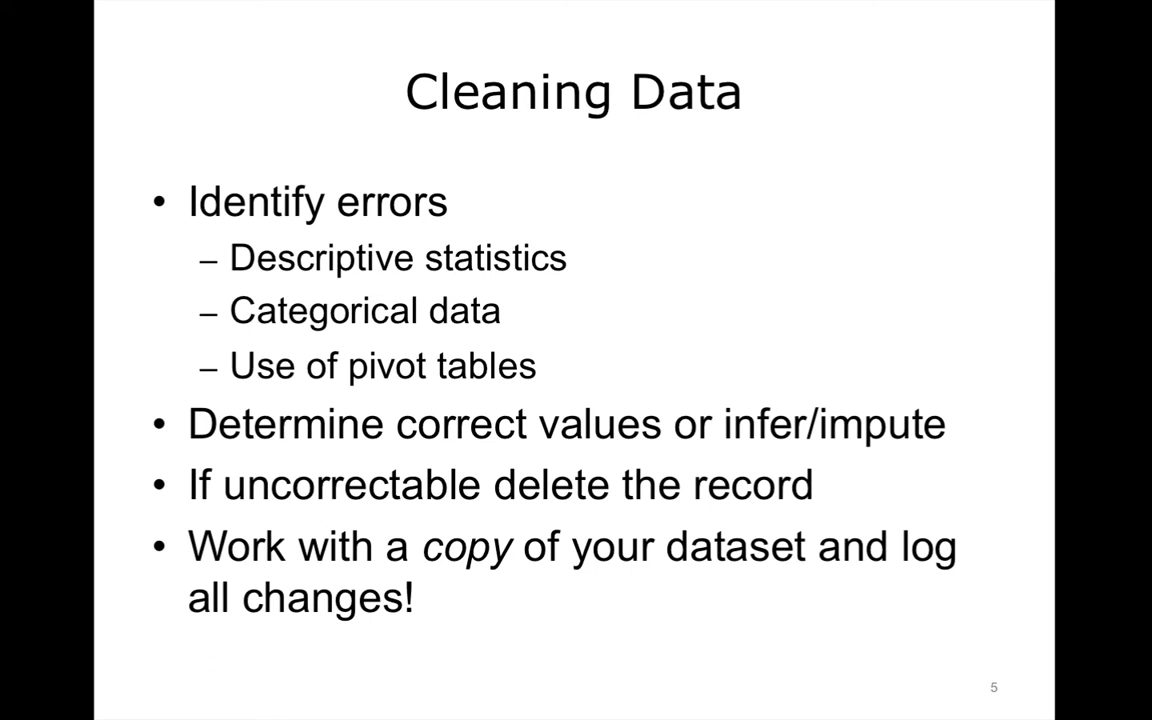 Cleaning Data
• Identify errors
– Descriptive statistics
– Categorical data
– Use of pivot tables
• Determine correct values or infer/impute
• If uncorrectable delete the record
• Work with a copy of your dataset and log
all changes!
5